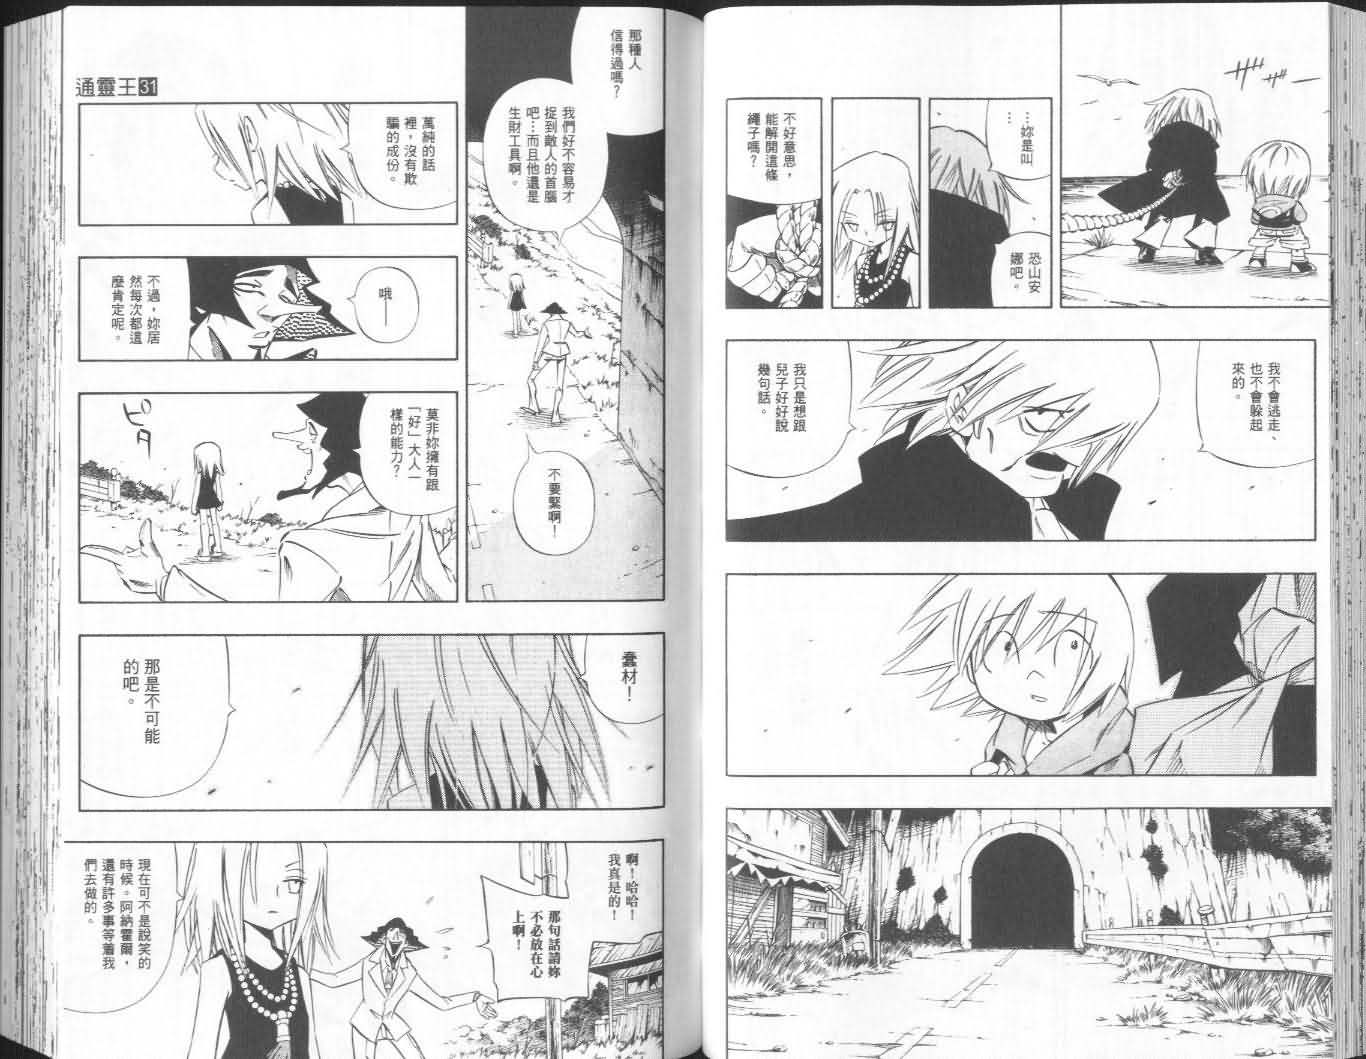 …妳是叫
…
恐山安
娜吧。
不好意思，
能解開這條
繩子嗎？
我不會逃走、
也不會躲起
來的。
我只是想跟
兒子好好說
幾句話。
通靈王31
那種人
信得過嗎？
我們好不容易才
捉到敵人的首腦
吧…而且他還是
生財工具啊。
不要緊啊！
萬純的話
裡，沒有欺
騙的成份。
哦——
不過，妳居
然每次都這
麼肯定呢。
莫非妳擁有跟
「好」大人一
樣的能力？
ピタ
蠢材！
那是不可能
的吧。
啊！哈哈！
我真是的！
那句話請妳
不必放在心
上啊！
現在可不是說笑的
時候。阿納霍爾，
還有許多事等着我
們去做的。